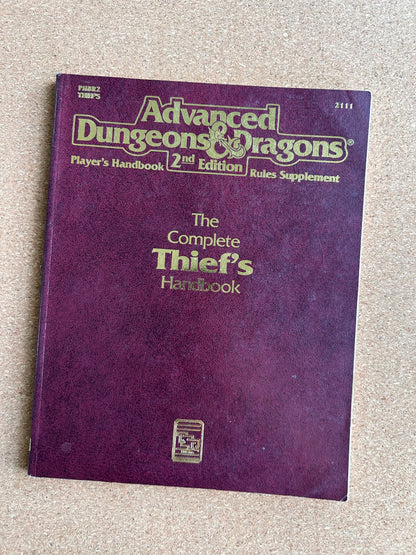 PHBR2
THIEF'S
2111
Advanced
Dungeons & Dragons®
Player's Handbook
2nd Edition
Rules Supplement
The
Complete
Thief's
Handbook